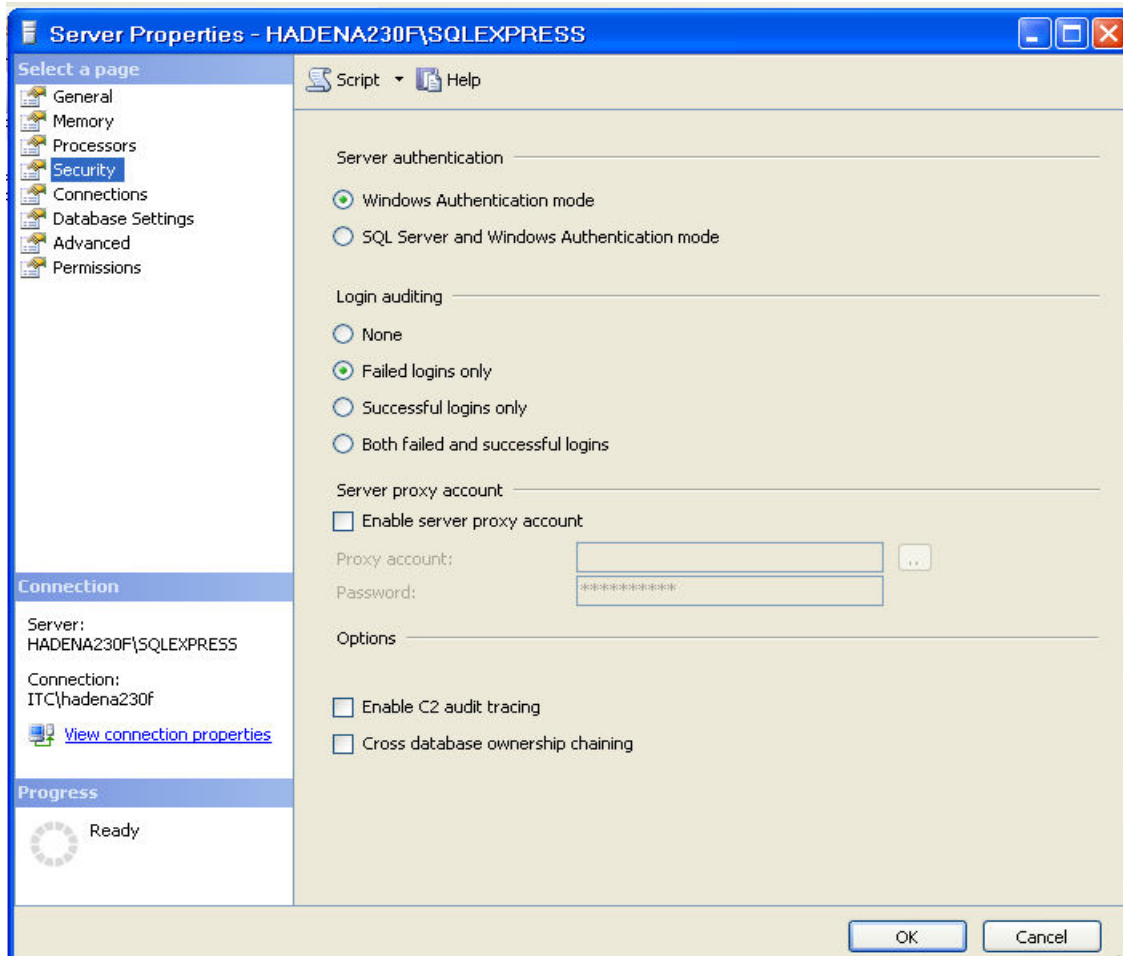 Server Properties - HADENA230F\SQLEXPRESS
Select a page
General
Memory
Processors
Security
Connections
Database Settings
Advanced
Permissions
Script Help
Server authentication
Windows Authentication mode
SQL Server and Windows Authentication mode
Login auditing
None
Failed logins only
Successful logins only
Both failed and successful logins
Server proxy account
Enable server proxy account
Proxy account:
..
Password:
**********
Options
Enable C2 audit tracing
Cross database ownership chaining
Connection
Server:
HADENA230F\SQLEXPRESS
Connection:
ITC\hadena230f
View connection properties
Progress
Ready
OK Cancel